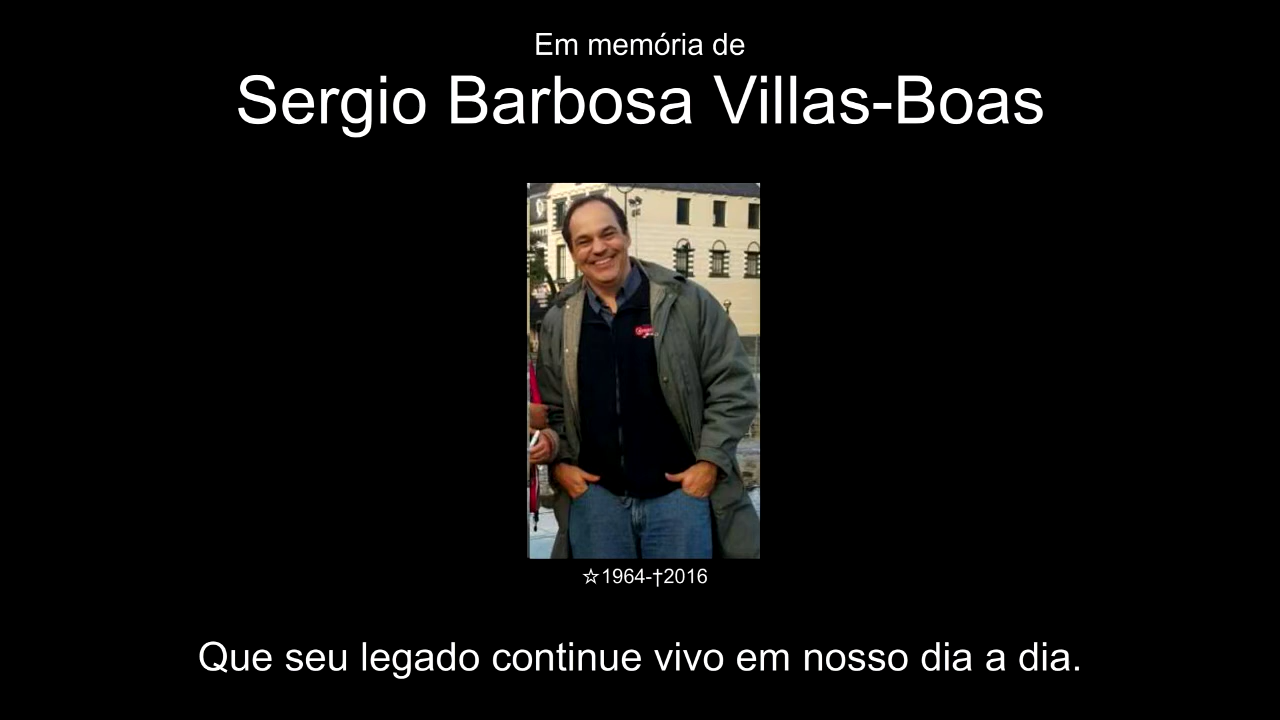 Em memória de
Sergio Barbosa Villas-Boas
☆1964-†2016
Que seu legado continue vivo em nosso dia a dia.